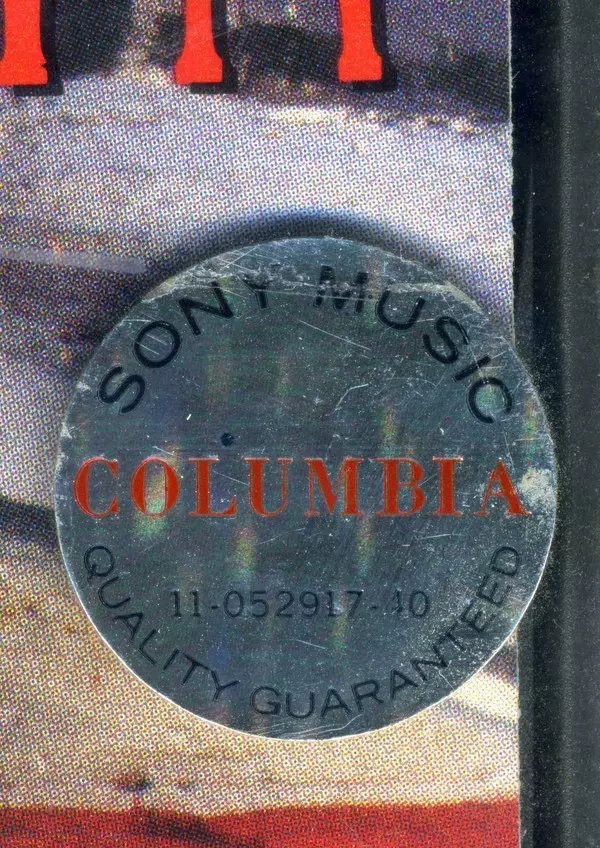 SONY MUSIC
COLUMBIA
11-052917-40
QUALITY GUARANTEED